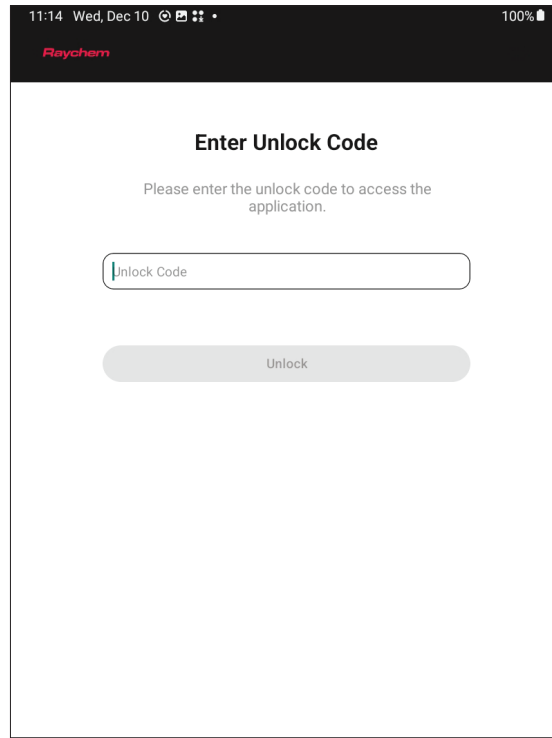 11:14 Wed, Dec 10 100%
Raychem
Enter Unlock Code
Please enter the unlock code to access the
application.
Unlock Code
Unlock